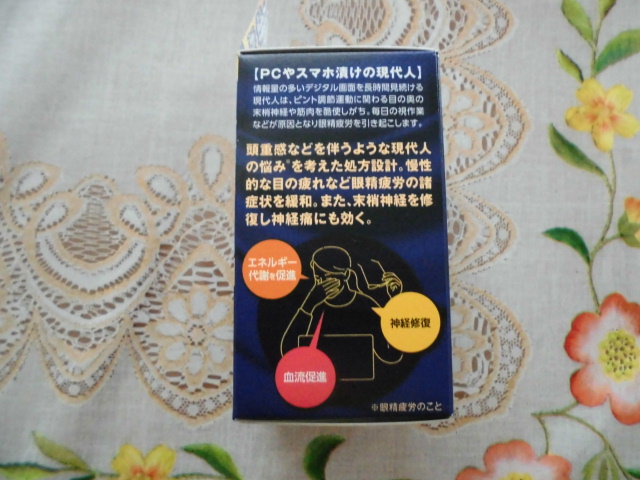 【PCやスマホ漬けの現代人】
情報量の多いデジタル画面を長時間見続ける
現代人は、ピント調節運動に関わる目の奥の
末梢神経や筋肉を酷使しがち。毎日の視作業
などが原因となり眼精疲労を引き起こします。
頭重感などを伴うような現代人
の悩み※を考えた処方設計。慢性
的な目の疲れなど眼精疲労の諸
症状を緩和。また、末梢神経を修
復し神経痛にも効く。
エネルギー
代謝を促進
神経修復
血流促進
※眼精疲労のこと